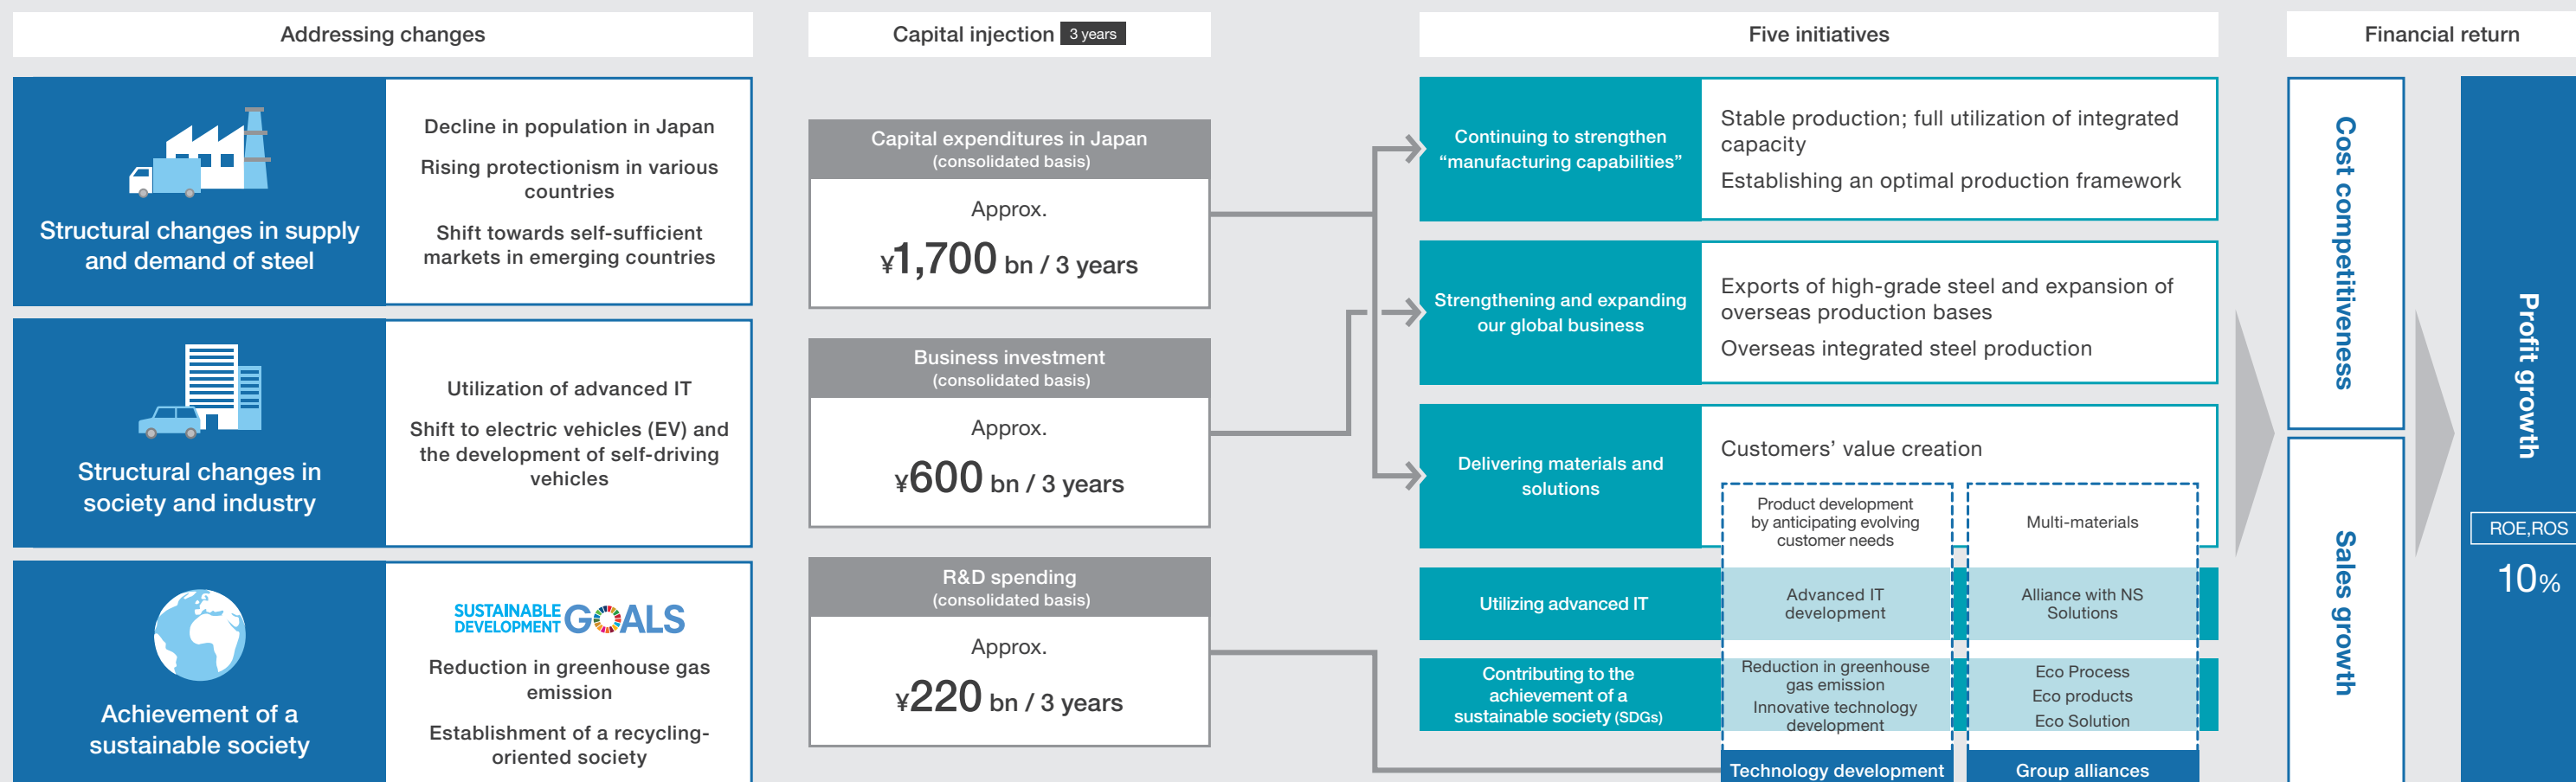 Addressing changes
Structural changes in supply
and demand of steel
Decline in population in Japan
Rising protectionism in various
countries
Shift towards self-sufficient
markets in emerging countries
Structural changes in
society and industry
Utilization of advanced IT
Shift to electric vehicles (EV) and
the development of self-driving
vehicles
Achievement of a
sustainable society
SUSTAINABLE
DEVELOPMENT GOALS
Reduction in greenhouse gas
emission
Establishment of a recycling-
oriented society
Capital injection 3 years
Capital expenditures in Japan
(consolidated basis)
Approx.
¥1,700 bn / 3 years
Business investment
(consolidated basis)
Approx.
¥600 bn / 3 years
R&D spending
(consolidated basis)
Approx.
¥220 bn / 3 years
Five initiatives
Continuing to strengthen
“manufacturing capabilities”
Stable production; full utilization of integrated
capacity
Establishing an optimal production framework
Strengthening and expanding
our global business
Exports of high-grade steel and expansion of
overseas production bases
Overseas integrated steel production
Delivering materials and
solutions
Customers’ value creation
Product development
by anticipating evolving
customer needs
Multi-materials
Utilizing advanced IT
Advanced IT
development
Alliance with NS
Solutions
Contributing to the
achievement of a
sustainable society (SDGs)
Reduction in greenhouse
gas emission
Innovative technology
development
Eco Process
Eco products
Eco Solution
Technology development
Group alliances
Financial return
Cost competitiveness
Sales growth
Profit growth
ROE,ROS
10%